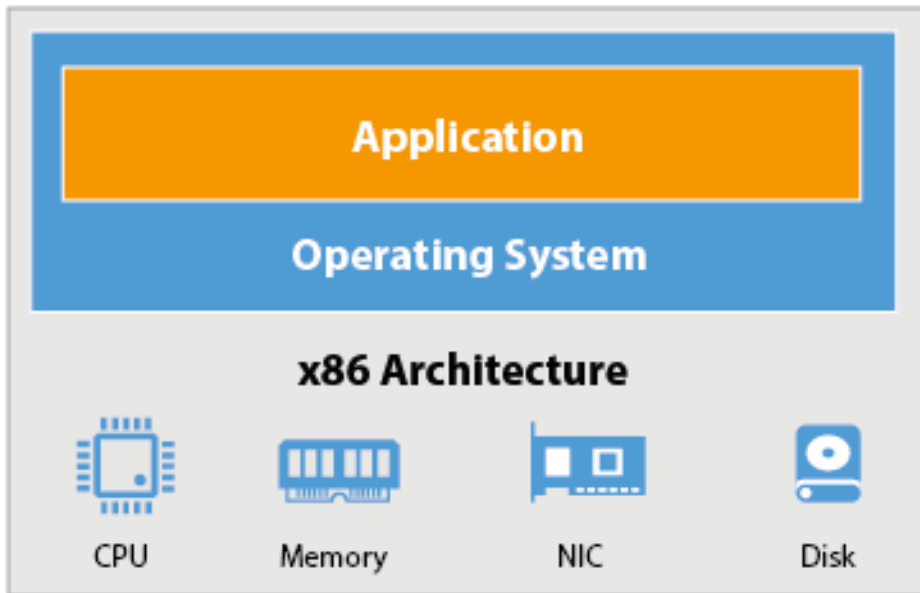 Application
Operating System
x86 Architecture
CPU Memory NIC Disk